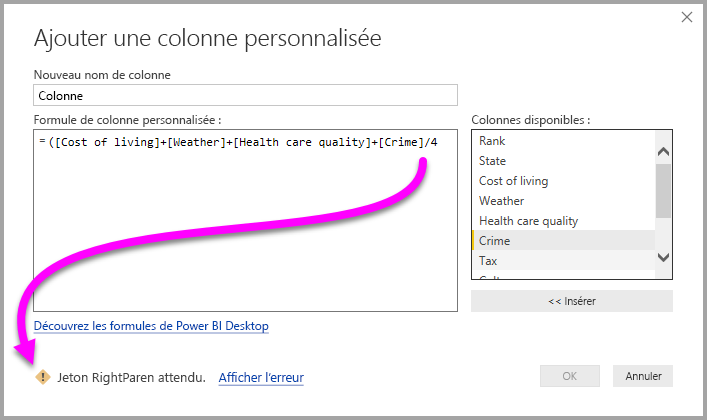 Ajouter une colonne personnalisée
Nouveau nom de colonne
Colonne
Formule de colonne personnalisée :
= ([Cost of living]+[Weather]+[Health care quality]+[Crime]/4
Colonnes disponibles :
Rank
State
Cost of living
Weather
Health care quality
Crime
Tax
<< Insérer
Découvrez les formules de Power BI Desktop
Jeton RightParen attendu. Afficher l'erreur
OK
Annuler